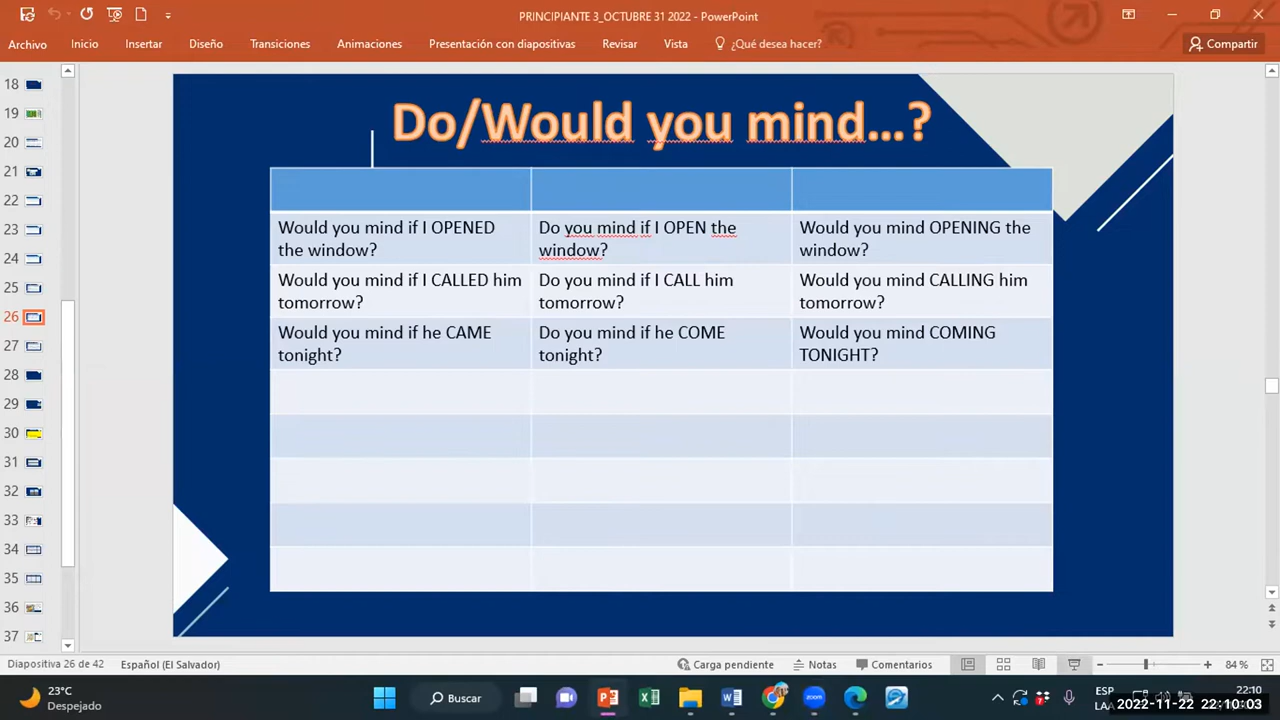 PRINCIPIANTE 3_OCTUBRE 31 2022 - PowerPoint
Archivo
Inicio
Insertar
Diseño
Transiciones
Animaciones
Presentación con diapositivas
Revisar
Vista
¿Qué desea hacer?
Compartir
18
19
20
21
22
23
24
25
26
27
28
29
30
31
32
33
34
35
36
37
Do/Would you mind...?
Would you mind if I OPENED
the window?
Do you mind if I OPEN the
window?
Would you mind OPENING the
window?
Would you mind if I CALLED him
tomorrow?
Do you mind if I CALL him
tomorrow?
Would you mind CALLING him
tomorrow?
Would you mind if he CAME
tonight?
Do you mind if he COME
tonight?
Would you mind COMING
TONIGHT?
Diapositiva 26 de 42
Español (El Salvador)
Carga pendiente
Notas
Comentarios
84 %
23°C
Despejado
Buscar
zoom
ESP
LAA
22:10
2022-11-22 22:10:03